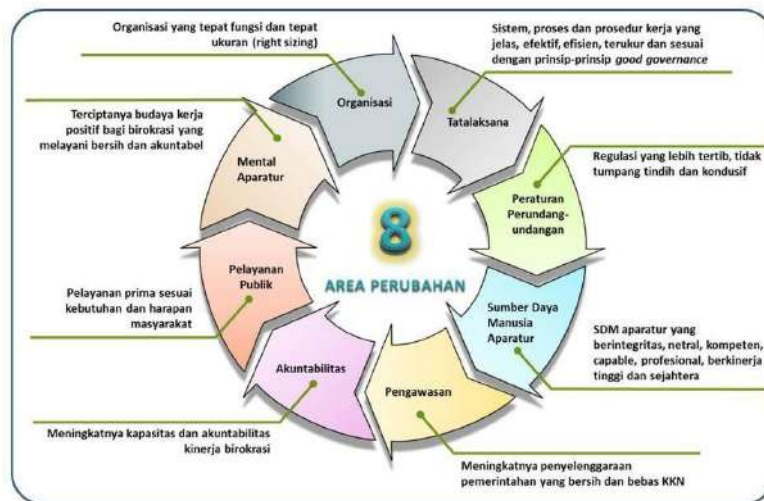 Organisasi yang tepat fungsi dan tepat
ukuran (right sizing)
Sistem, proses dan prosedur kerja yang
jelas, efektif, efisien, terukur dan sesuai
dengan prinsip-prinsip good governance
Organisasi
Tatalaksana
Terciptanya budaya kerja
positif bagi birokrasi yang
melayani bersih dan akuntabel
Mental
Aparatur
Regulasi yang lebih tertib, tidak
tumpang tindih dan kondusif
Peraturan
Perundang-
undangan
8
AREA PERUBAHAN
Pelayanan
Publik
Pelayanan prima sesuai
kebutuhan dan harapan
masyarakat
Sumber Daya
Manusia
Aparatur
SDM aparatur yang
berintegritas, netral, kompeten,
capable, profesional, berkinerja
tinggi dan sejahtera
Akuntabilitas
Pengawasan
Meningkatnya kapasitas dan akuntabilitas
kinerja birokrasi
Meningkatnya penyelenggaraan
pemerintahan yang bersih dan bebas KKN